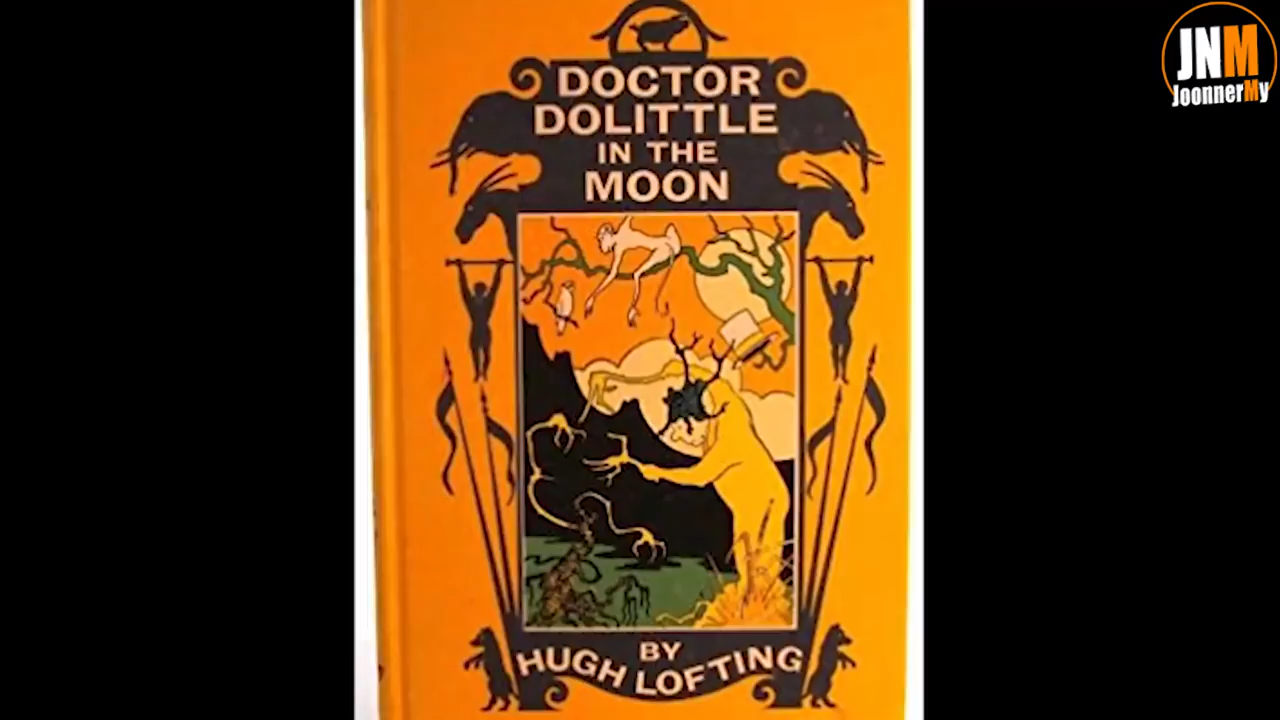 DOCTOR
DOLITTLE
IN THE
MOON
BY
HUGH LOFTING
JNM
JoonnerMy